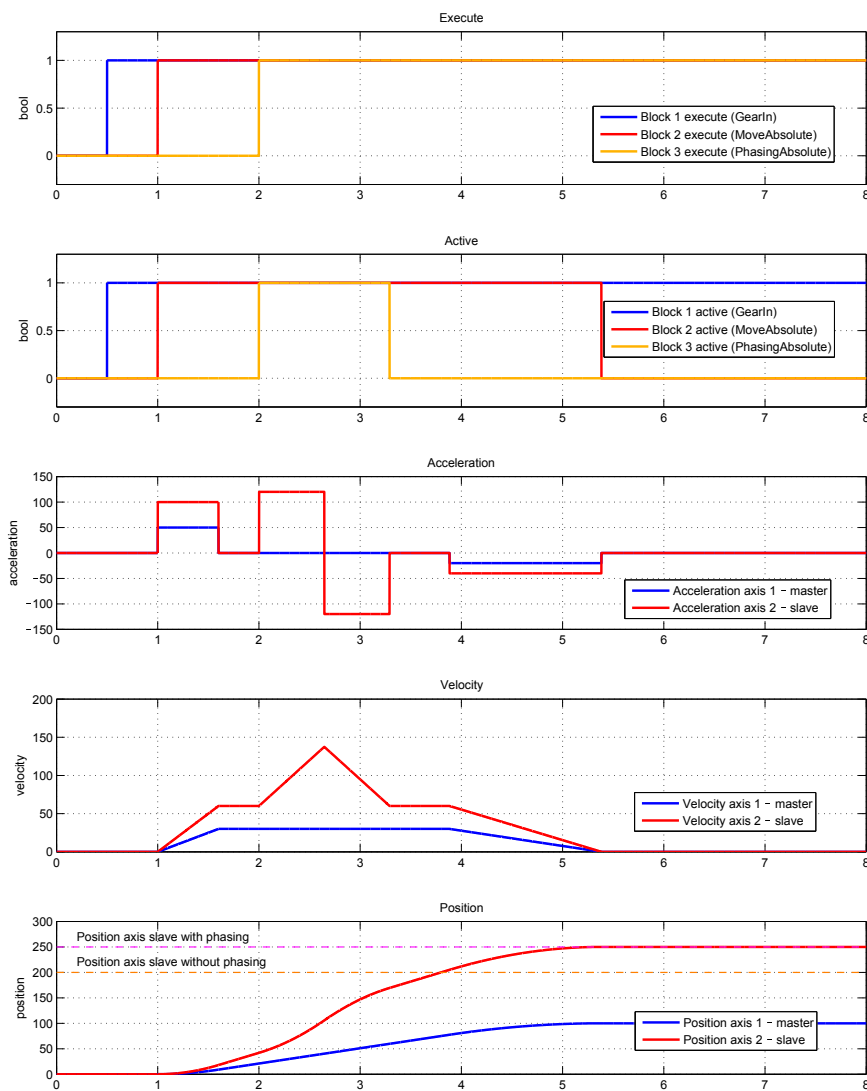 Execute
1
0.5
0
bool
Block 1 execute (GearIn)
Block 2 execute (MoveAbsolute)
Block 3 execute (PhasingAbsolute)
0 1 2 3 4 5 6 7 8
Active
1
0.5
0
bool
Block 1 active (GearIn)
Block 2 active (MoveAbsolute)
Block 3 active (PhasingAbsolute)
0 1 2 3 4 5 6 7 8
Acceleration
150
100
50
0
−50
−100
−150
acceleration
Acceleration axis 1 − master
Acceleration axis 2 − slave
0 1 2 3 4 5 6 7 8
Velocity
200
150
100
50
0
velocity
Velocity axis 1 − master
Velocity axis 2 − slave
0 1 2 3 4 5 6 7 8
Position
300
250
200
150
100
50
0
position
Position axis slave with phasing
Position axis slave without phasing
Position axis 1 − master
Position axis 2 − slave
0 1 2 3 4 5 6 7 8